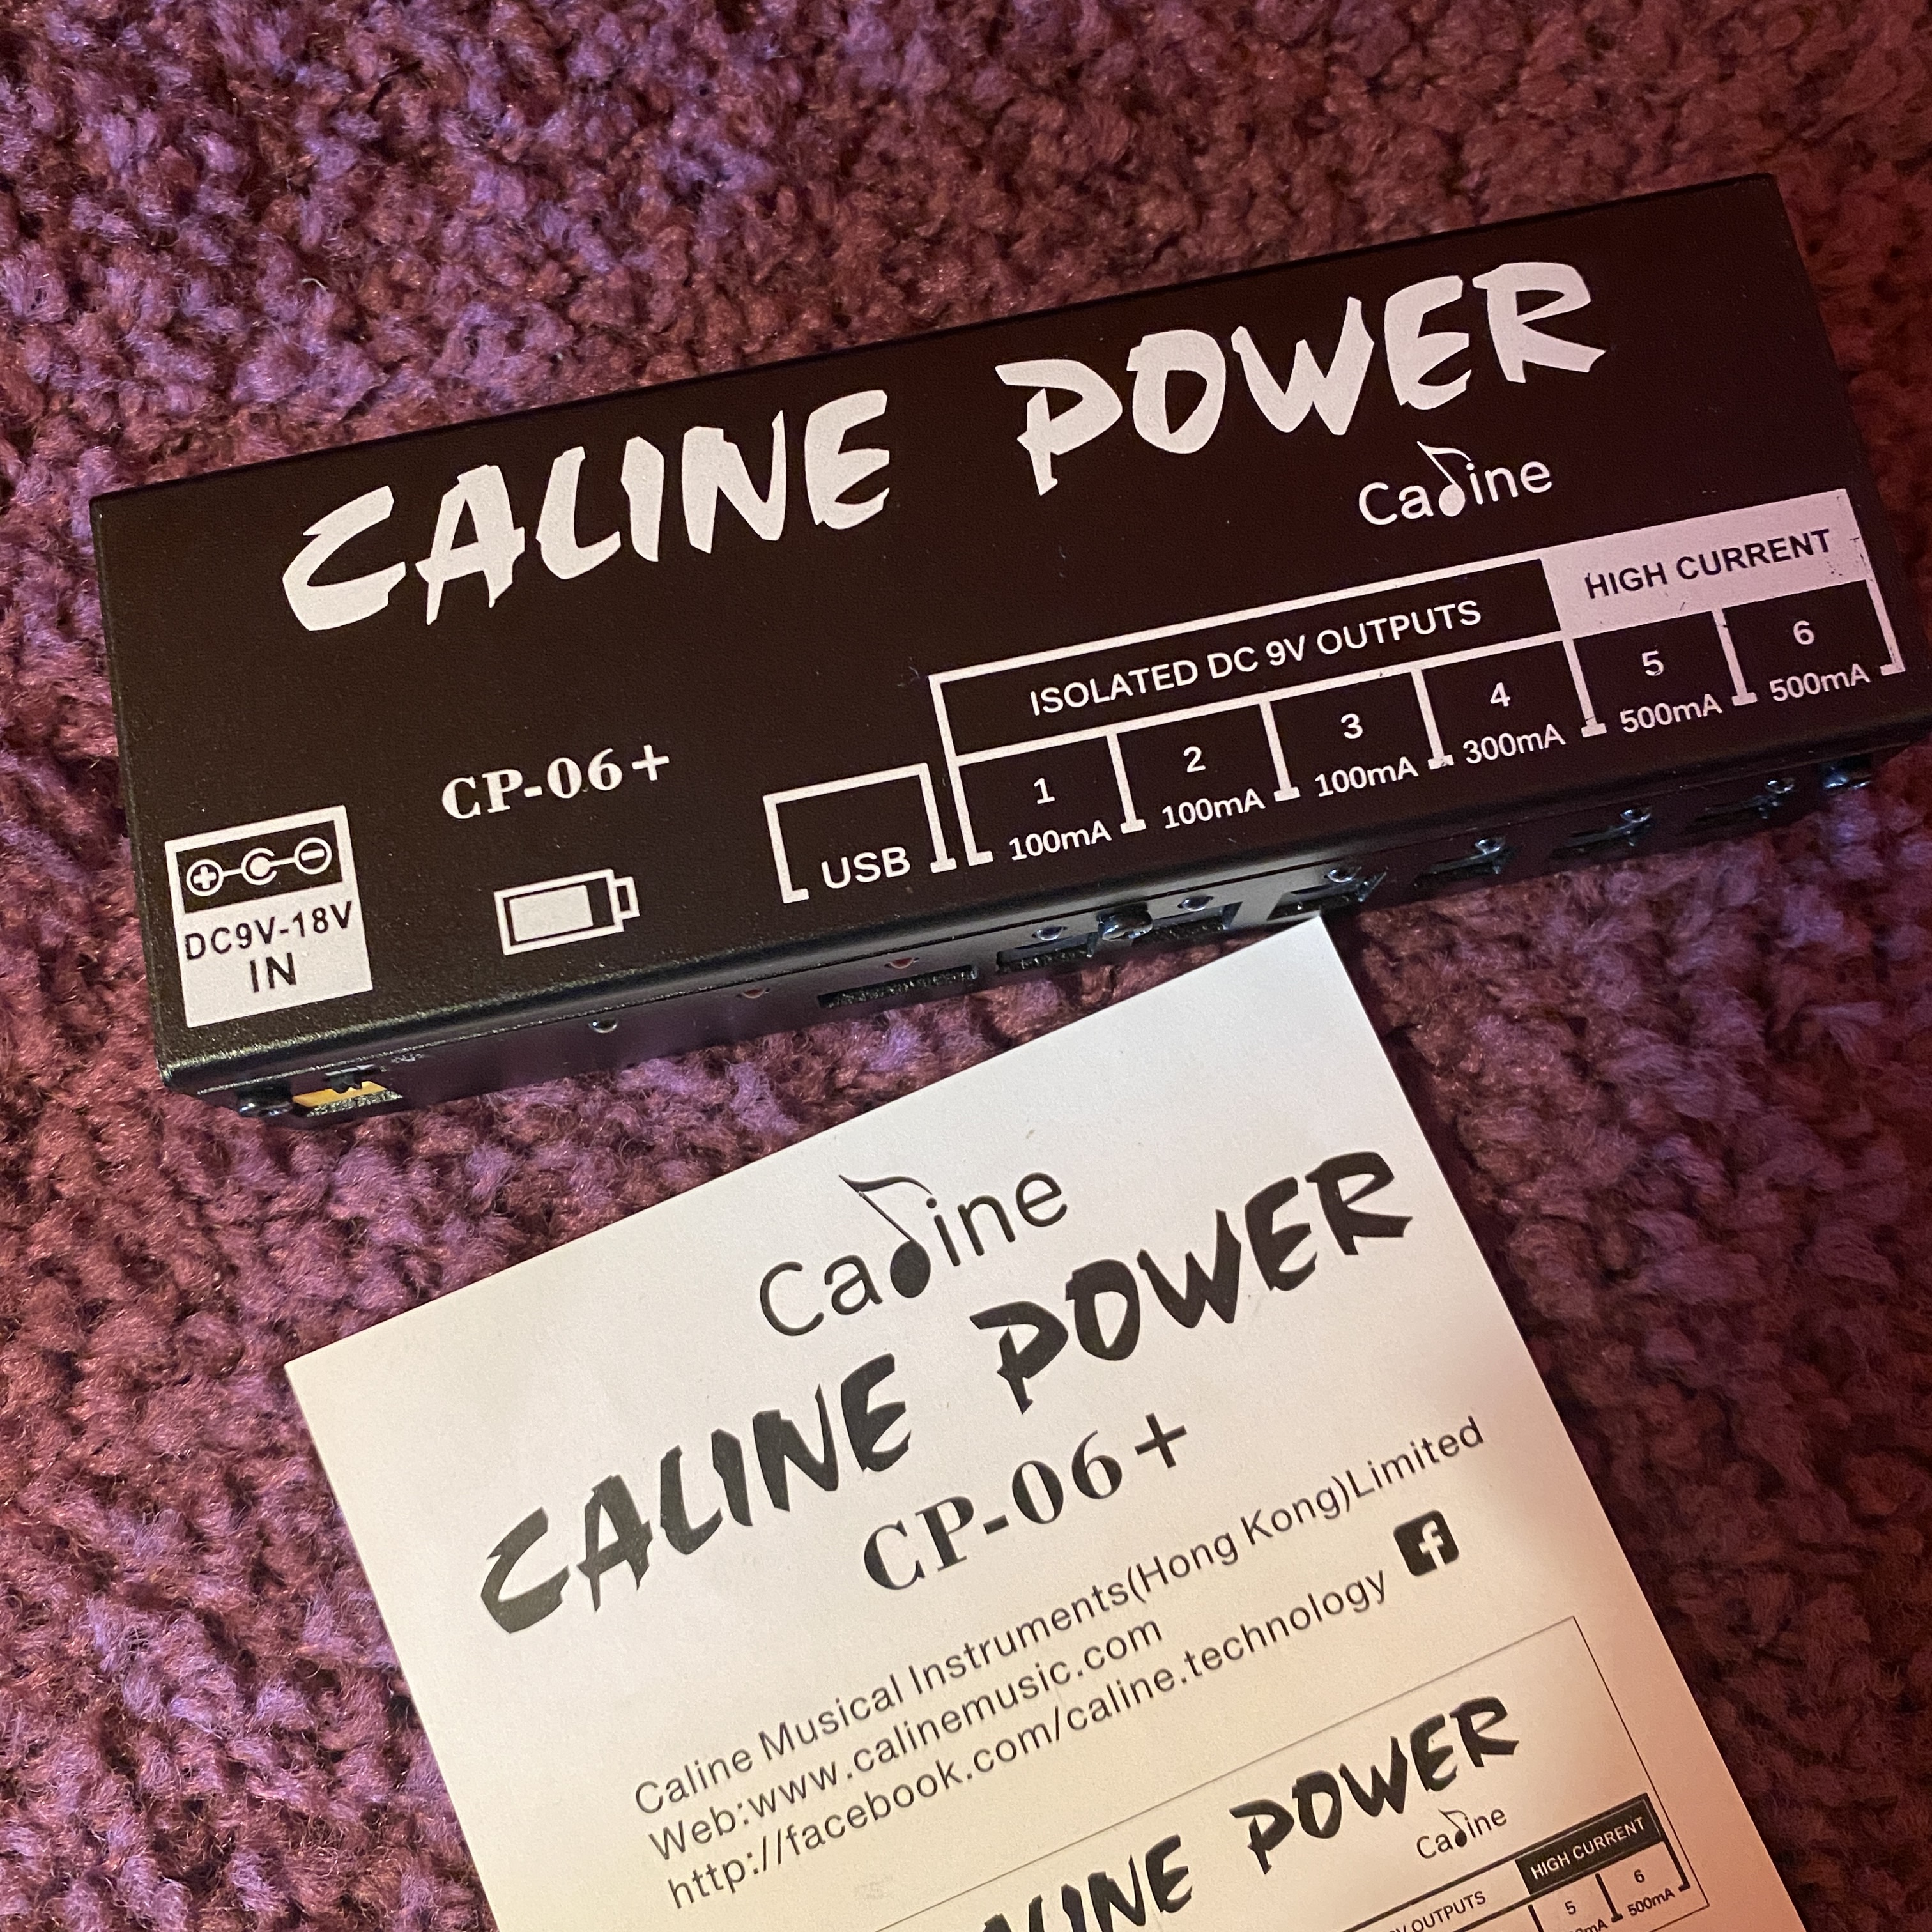 CALINE POWER
Caline
CP-06+
DC9V-18V
IN
USB
ISOLATED DC 9V OUTPUTS
HIGH CURRENT
1 2 3 4 5 6
100mA 100mA 100mA 300mA 500mA 500mA
Caline
CALINE POWER
CP-06+
Caline Musical Instruments(Hong Kong)Limited
Web:www.calinemusic.com
http://facebook.com/caline.technology
POWER
Caline
OUTPUTS
HIGH CURRENT
5 6
500mA